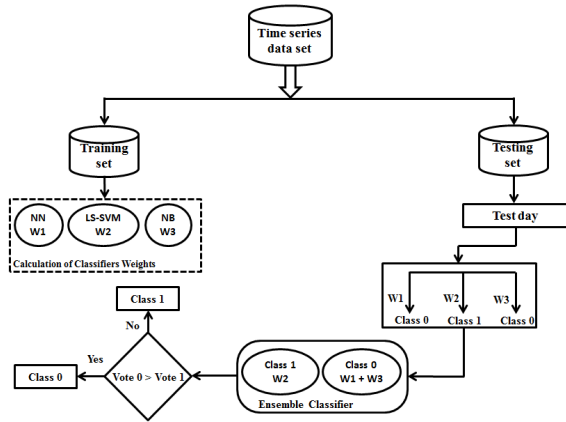 Time series
data set
Training
set
Testing
set
NN
W1
LS-SVM
W2
NB
W3
Calculation of Classifiers Weights
Test day
W1
W2
W3
Class 0
Class 1
Class 0
Class 1
No
Yes
Class 0
Vote 0 > Vote 1
Class 1
W2
Class 0
W1 + W3
Ensemble Classifier